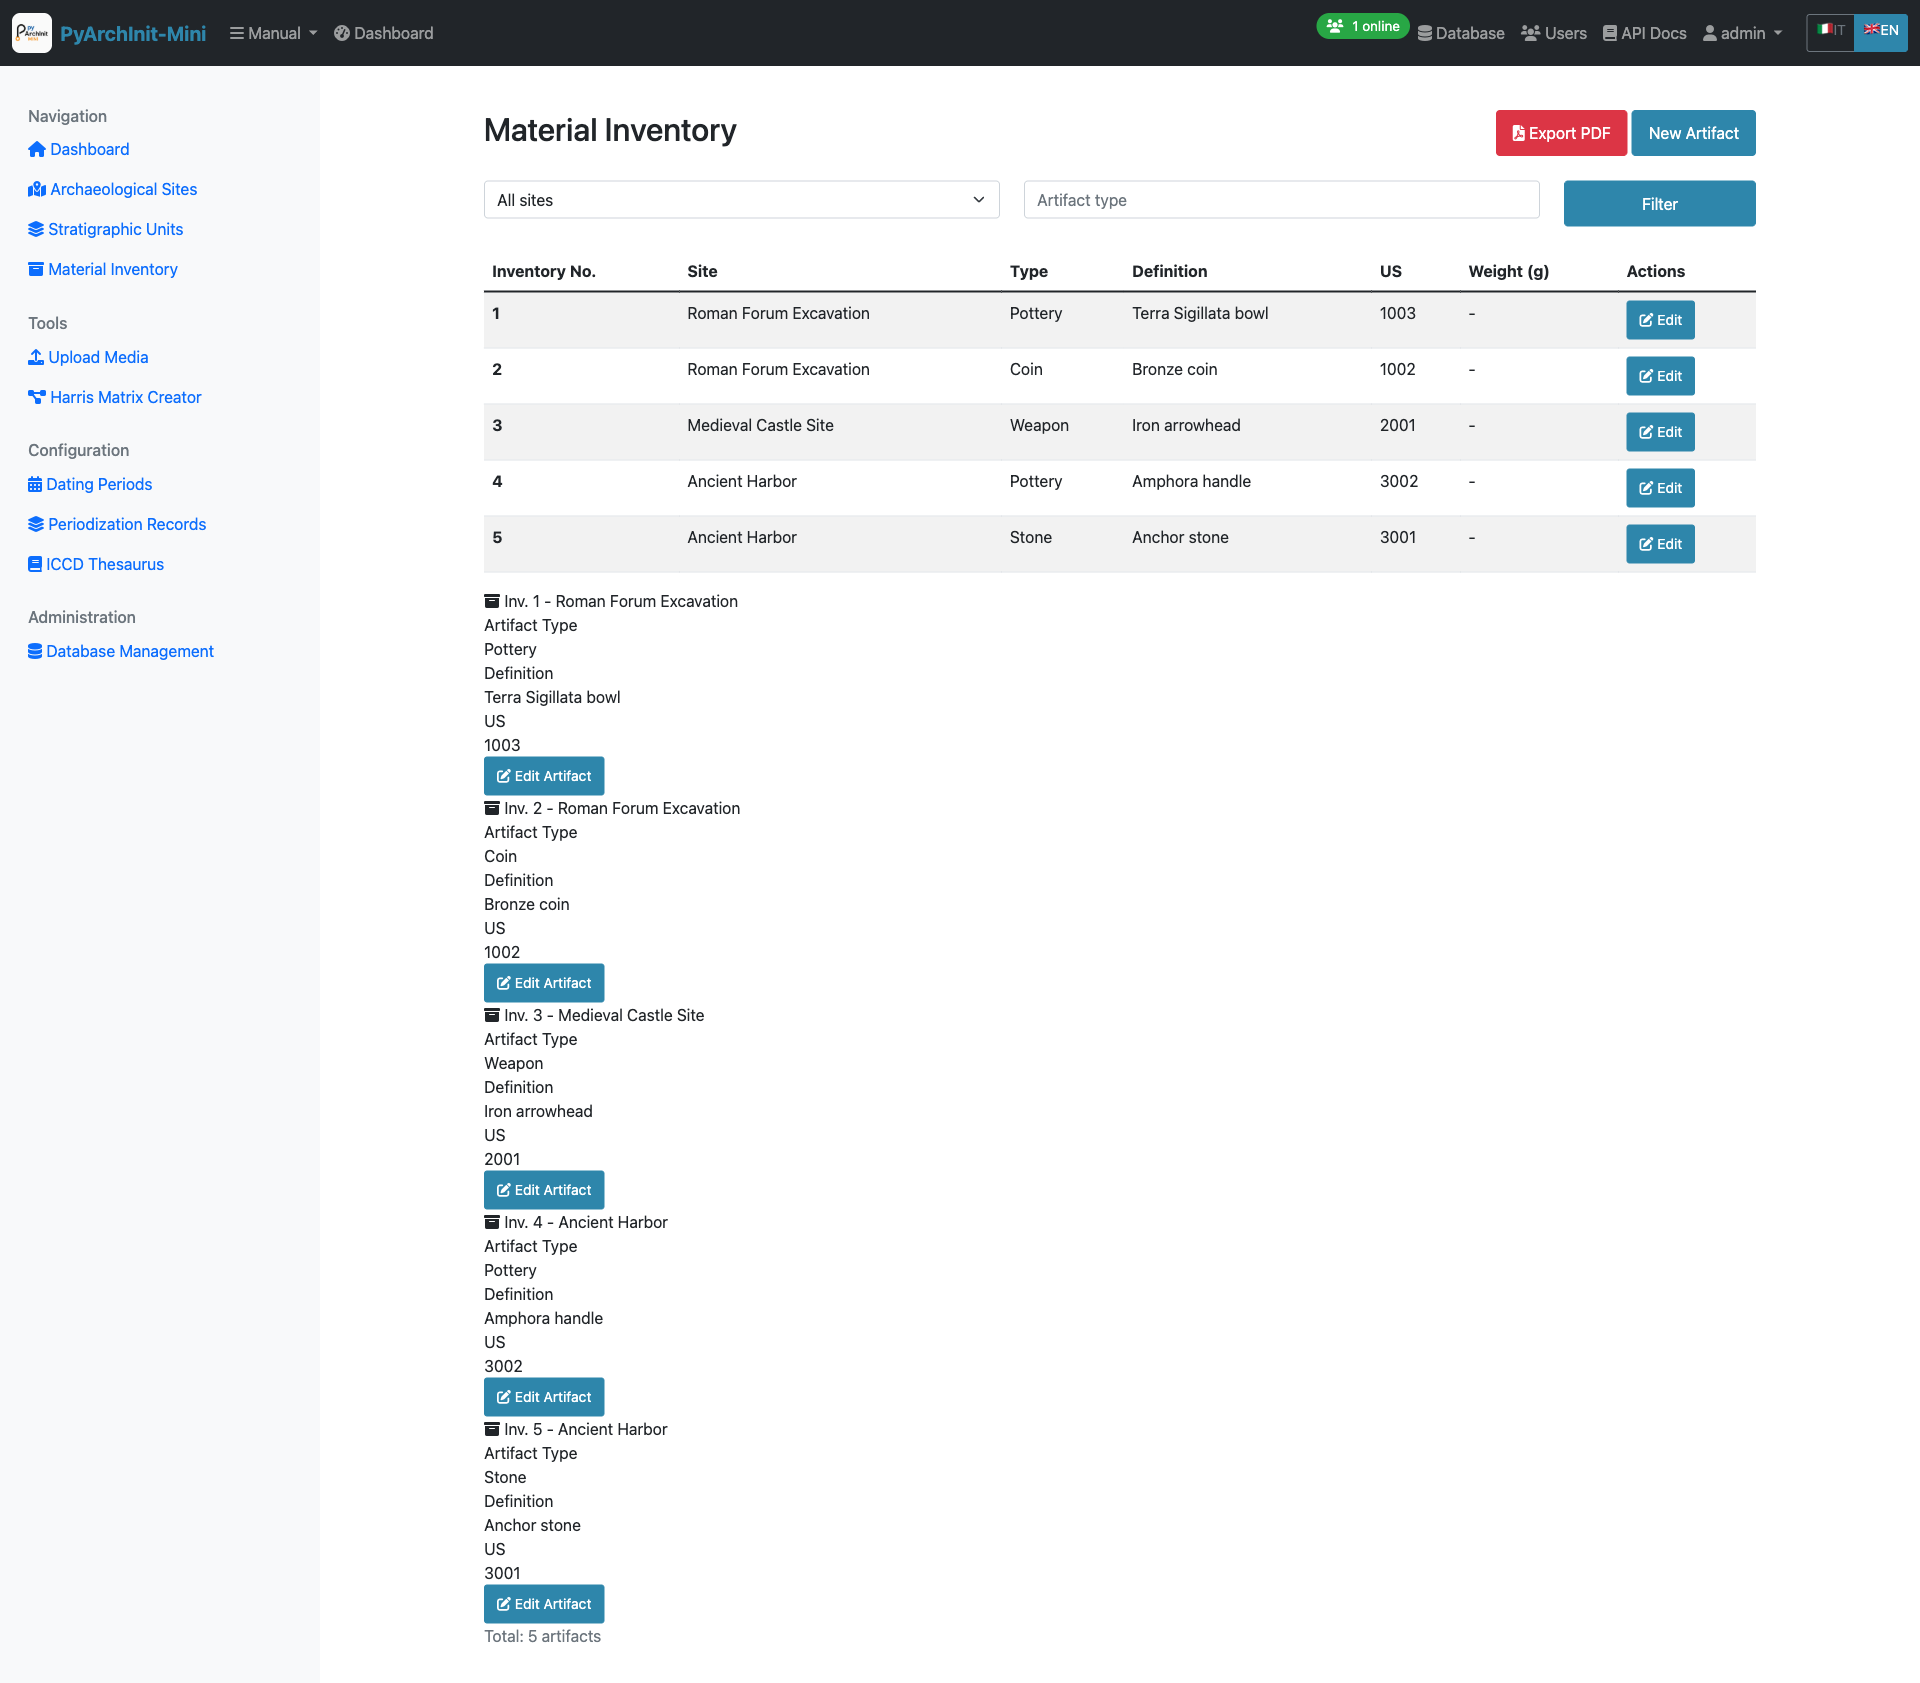 PyArchInit-Mini Manual Dashboard 1 online Database Users API Docs admin IT EN
Navigation
Dashboard
Archaeological Sites
Stratigraphic Units
Material Inventory
Tools
Upload Media
Harris Matrix Creator
Configuration
Dating Periods
Periodization Records
ICCD Thesaurus
Administration
Database Management
Material Inventory
Export PDF New Artifact
All sites Artifact type Filter
Inventory No. Site Type Definition US Weight (g) Actions
1 Roman Forum Excavation Pottery Terra Sigillata bowl 1003 - Edit
2 Roman Forum Excavation Coin Bronze coin 1002 - Edit
3 Medieval Castle Site Weapon Iron arrowhead 2001 - Edit
4 Ancient Harbor Pottery Amphora handle 3002 - Edit
5 Ancient Harbor Stone Anchor stone 3001 - Edit
Inv. 1 - Roman Forum Excavation
Artifact Type
Pottery
Definition
Terra Sigillata bowl
US
1003
Edit Artifact
Inv. 2 - Roman Forum Excavation
Artifact Type
Coin
Definition
Bronze coin
US
1002
Edit Artifact
Inv. 3 - Medieval Castle Site
Artifact Type
Weapon
Definition
Iron arrowhead
US
2001
Edit Artifact
Inv. 4 - Ancient Harbor
Artifact Type
Pottery
Definition
Amphora handle
US
3002
Edit Artifact
Inv. 5 - Ancient Harbor
Artifact Type
Stone
Definition
Anchor stone
US
3001
Edit Artifact
Total: 5 artifacts